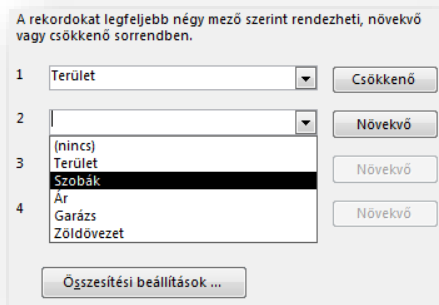 A rekordokat legfeljebb négy mező szerint rendezheti, növekvő
vagy csökkenő sorrendben.
1 Terület Csökkenő
2 Növekvő
(nincs)
3 Terület Növekvő
Szobák
4 Ár Növekvő
Garázs
Zöldövezet
Összesítési beállítások ...